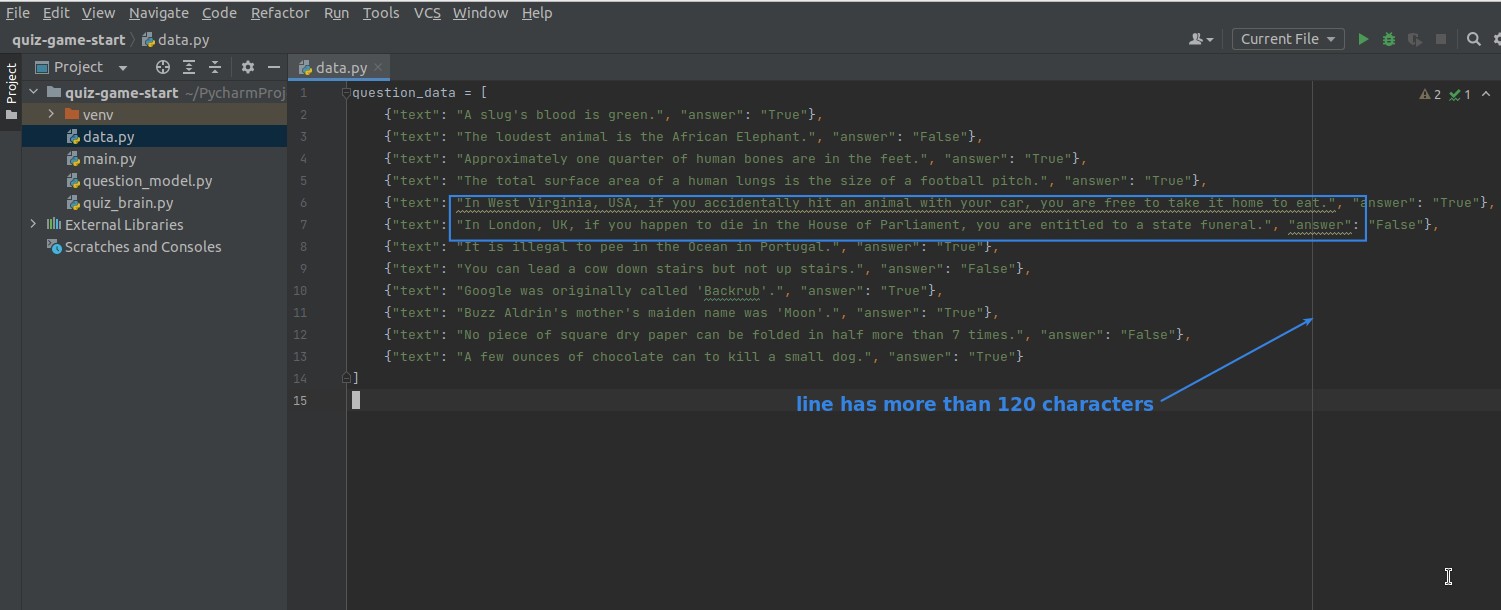 File Edit View Navigate Code Refactor Run Tools VCS Window Help
quiz-game-start data.py Current File
Project
Project data.py
quiz-game-start ~/PycharmProj
venv
data.py
main.py
question_model.py
quiz_brain.py
External Libraries
Scratches and Consoles
2 1
1 question_data = [
2 {"text": "A slug's blood is green.", "answer": "True"},
3 {"text": "The loudest animal is the African Elephant.", "answer": "False"},
4 {"text": "Approximately one quarter of human bones are in the feet.", "answer": "True"},
5 {"text": "The total surface area of a human lungs is the size of a football pitch.", "answer": "True"},
6 {"text": "In West Virginia, USA, if you accidentally hit an animal with your car, you are free to take it home to eat.", "answer": "True"},
7 {"text": "In London, UK, if you happen to die in the House of Parliament, you are entitled to a state funeral.", "answer": "False"},
8 {"text": "It is illegal to pee in the Ocean in Portugal.", "answer": "True"},
9 {"text": "You can lead a cow down stairs but not up stairs.", "answer": "False"},
10 {"text": "Google was originally called 'Backrub'.", "answer": "True"},
11 {"text": "Buzz Aldrin's mother's maiden name was 'Moon'.", "answer": "True"},
12 {"text": "No piece of square dry paper can be folded in half more than 7 times.", "answer": "False"},
13 {"text": "A few ounces of chocolate can to kill a small dog.", "answer": "True"}
14 ]
15
line has more than 120 characters